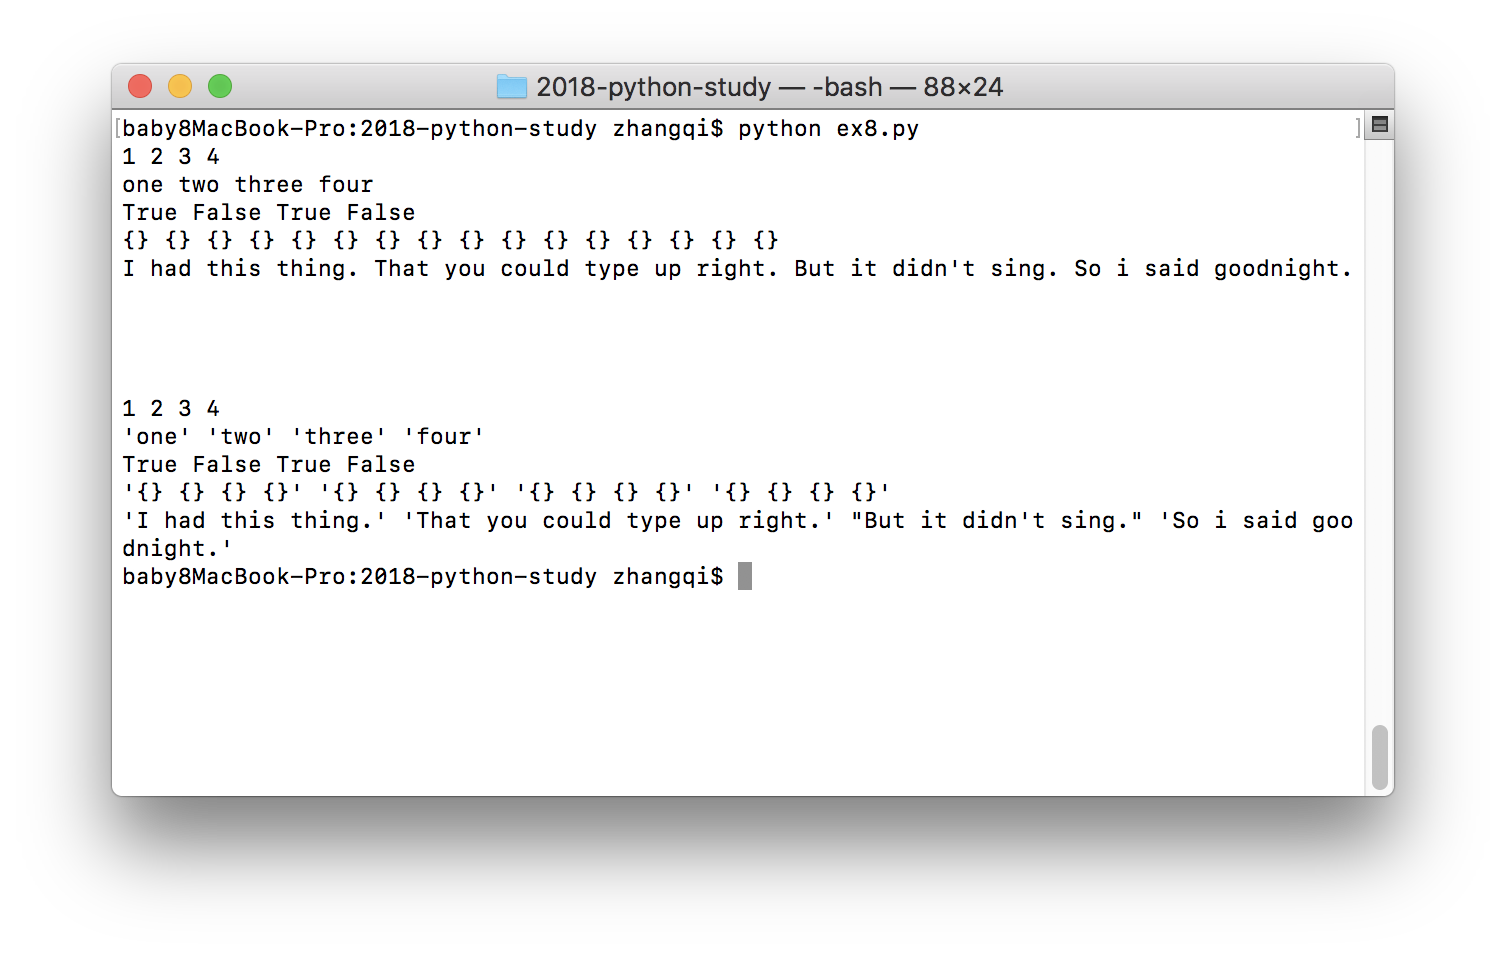 2018-python-study — -bash — 88×24
baby8MacBook-Pro:2018-python-study zhangqi$ python ex8.py
1 2 3 4
one two three four
True False True False
{} {} {} {} {} {} {} {} {} {} {} {} {} {} {} {}
I had this thing. That you could type up right. But it didn't sing. So i said goodnight.
1 2 3 4
'one' 'two' 'three' 'four'
True False True False
'{} {} {} {}' '{} {} {} {}' '{} {} {} {}' '{} {} {} {}'
'I had this thing.' 'That you could type up right.' "But it didn't sing." 'So i said goo
dnight.'
baby8MacBook-Pro:2018-python-study zhangqi$